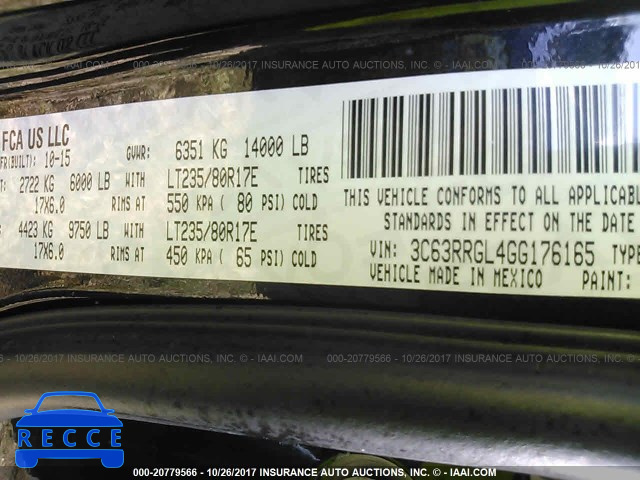 000-20779566 - 10/26/2017 INSURANCE AUTO AUCTIONS, INC. © - IAAI.COM
FCA US LLC
FR(BUILT): 10-15
GVWR: 6351 KG 14000 LB
T: 2722 KG 6000 LB WITH LT235/80R17E TIRES
17X6.0 RIMS AT 550 KPA ( 80 PSI) COLD
4423 KG 9750 LB WITH LT235/80R17E TIRES
17X6.0 RIMS AT 450 KPA ( 65 PSI) COLD
THIS VEHICLE CONFORMS TO ALL APPLICABL
STANDARDS IN EFFECT ON THE DATE
VIN: 3C63RRGL4GG176165 TYPE
VEHICLE MADE IN MEXICO PAINT:
000-20779566 - 10/26/2017 INSURANCE AUTO AUCTIONS, INC. © - IAAI.COM
RECCE
000-20779566 - 10/26/2017 INSURANCE AUTO AUCTIONS, INC. © - IAAI.COM